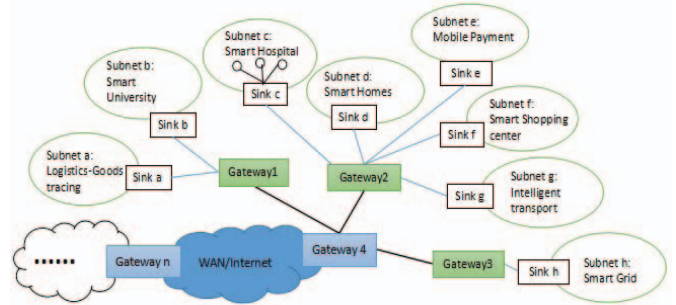 Subnet c:
Smart Hospital
Sink c
Subnet e:
Mobile Payment
Sink e
Subnet b:
Smart
University
Sink b
Subnet d:
Smart Homes
Sink d
Subnet f:
Smart Shopping
center
Sink f
Subnet a:
Logistics-Goods
tracing
Sink a
Gateway1
Gateway2
Subnet g:
Intelligent
transport
Sink g
......
Gateway n
WAN/Internet
Gateway 4
Gateway3
Subnet h:
Smart Grid
Sink h